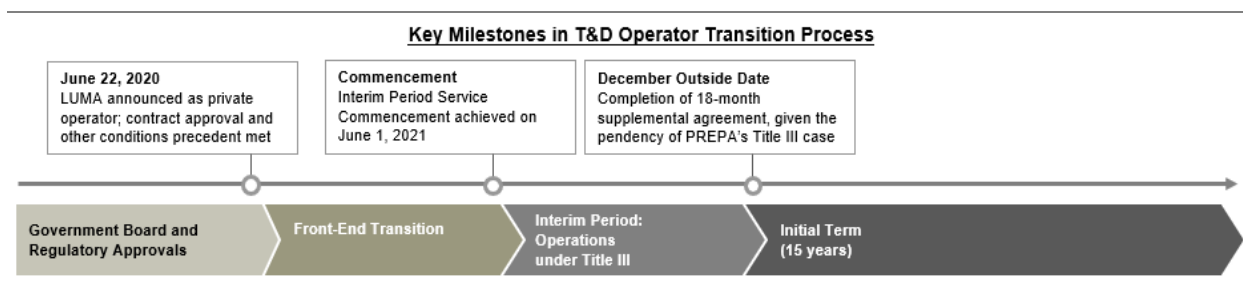 Key Milestones in T&D Operator Transition Process
June 22, 2020
LUMA announced as private
operator; contract approval and
other conditions precedent met
Commencement
Interim Period Service
Commencement achieved on
June 1, 2021
December Outside Date
Completion of 18-month
supplemental agreement, given the
pendency of PREPA's Title III case
Government Board and
Regulatory Approvals
Front-End Transition
Interim Period:
Operations
under Title III
Initial Term
(15 years)